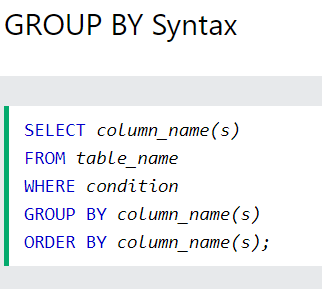 GROUP BY Syntax
SELECT column_name(s)
FROM table_name
WHERE condition
GROUP BY column_name(s)
ORDER BY column_name(s);